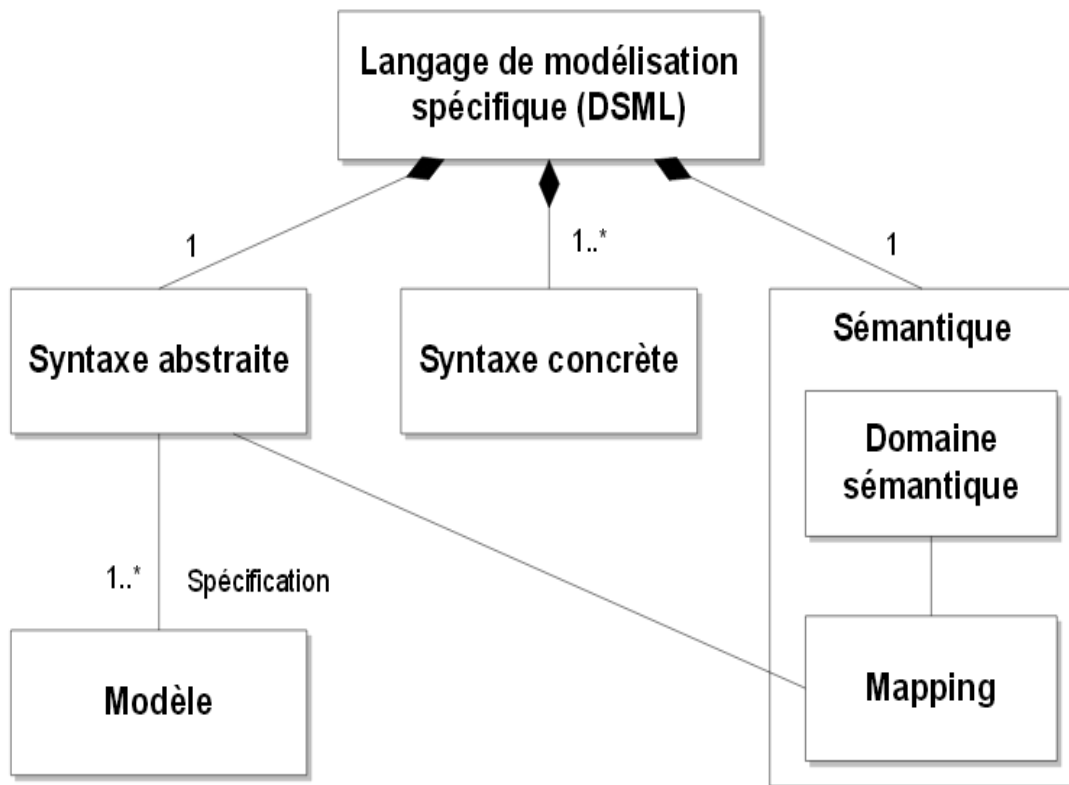 Langage de modélisation
spécifique (DSML)
1
1..*
1
Syntaxe abstraite
Syntaxe concrète
Sémantique
Domaine
sémantique
1..*
Spécification
Modèle
Mapping